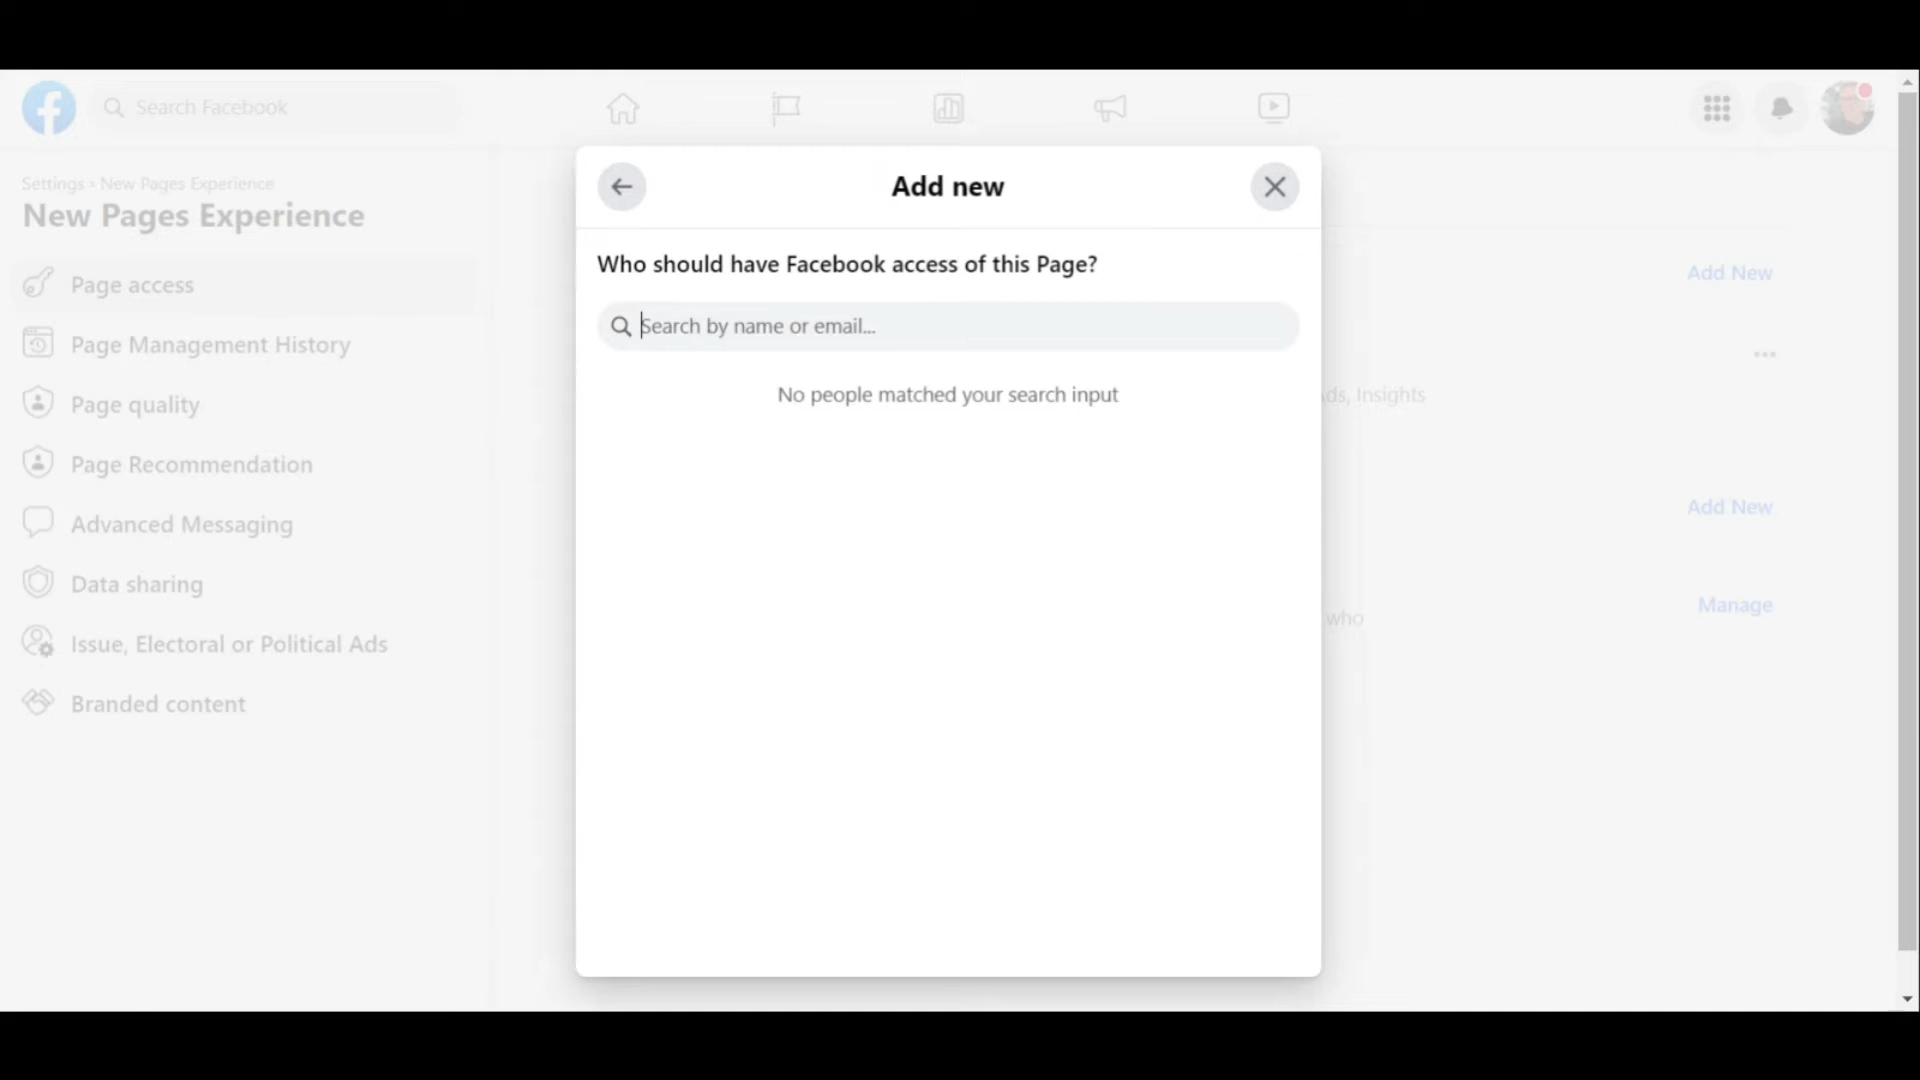 Search Facebook
Settings › New Pages Experience
New Pages Experience
Page access
Page Management History
Page quality
Page Recommendation
Advanced Messaging
Data sharing
Issue, Electoral or Political Ads
Branded content
Add new
Who should have Facebook access of this Page?
Search by name or email...
No people matched your search input
Add New
Insights
Add New
who
Manage